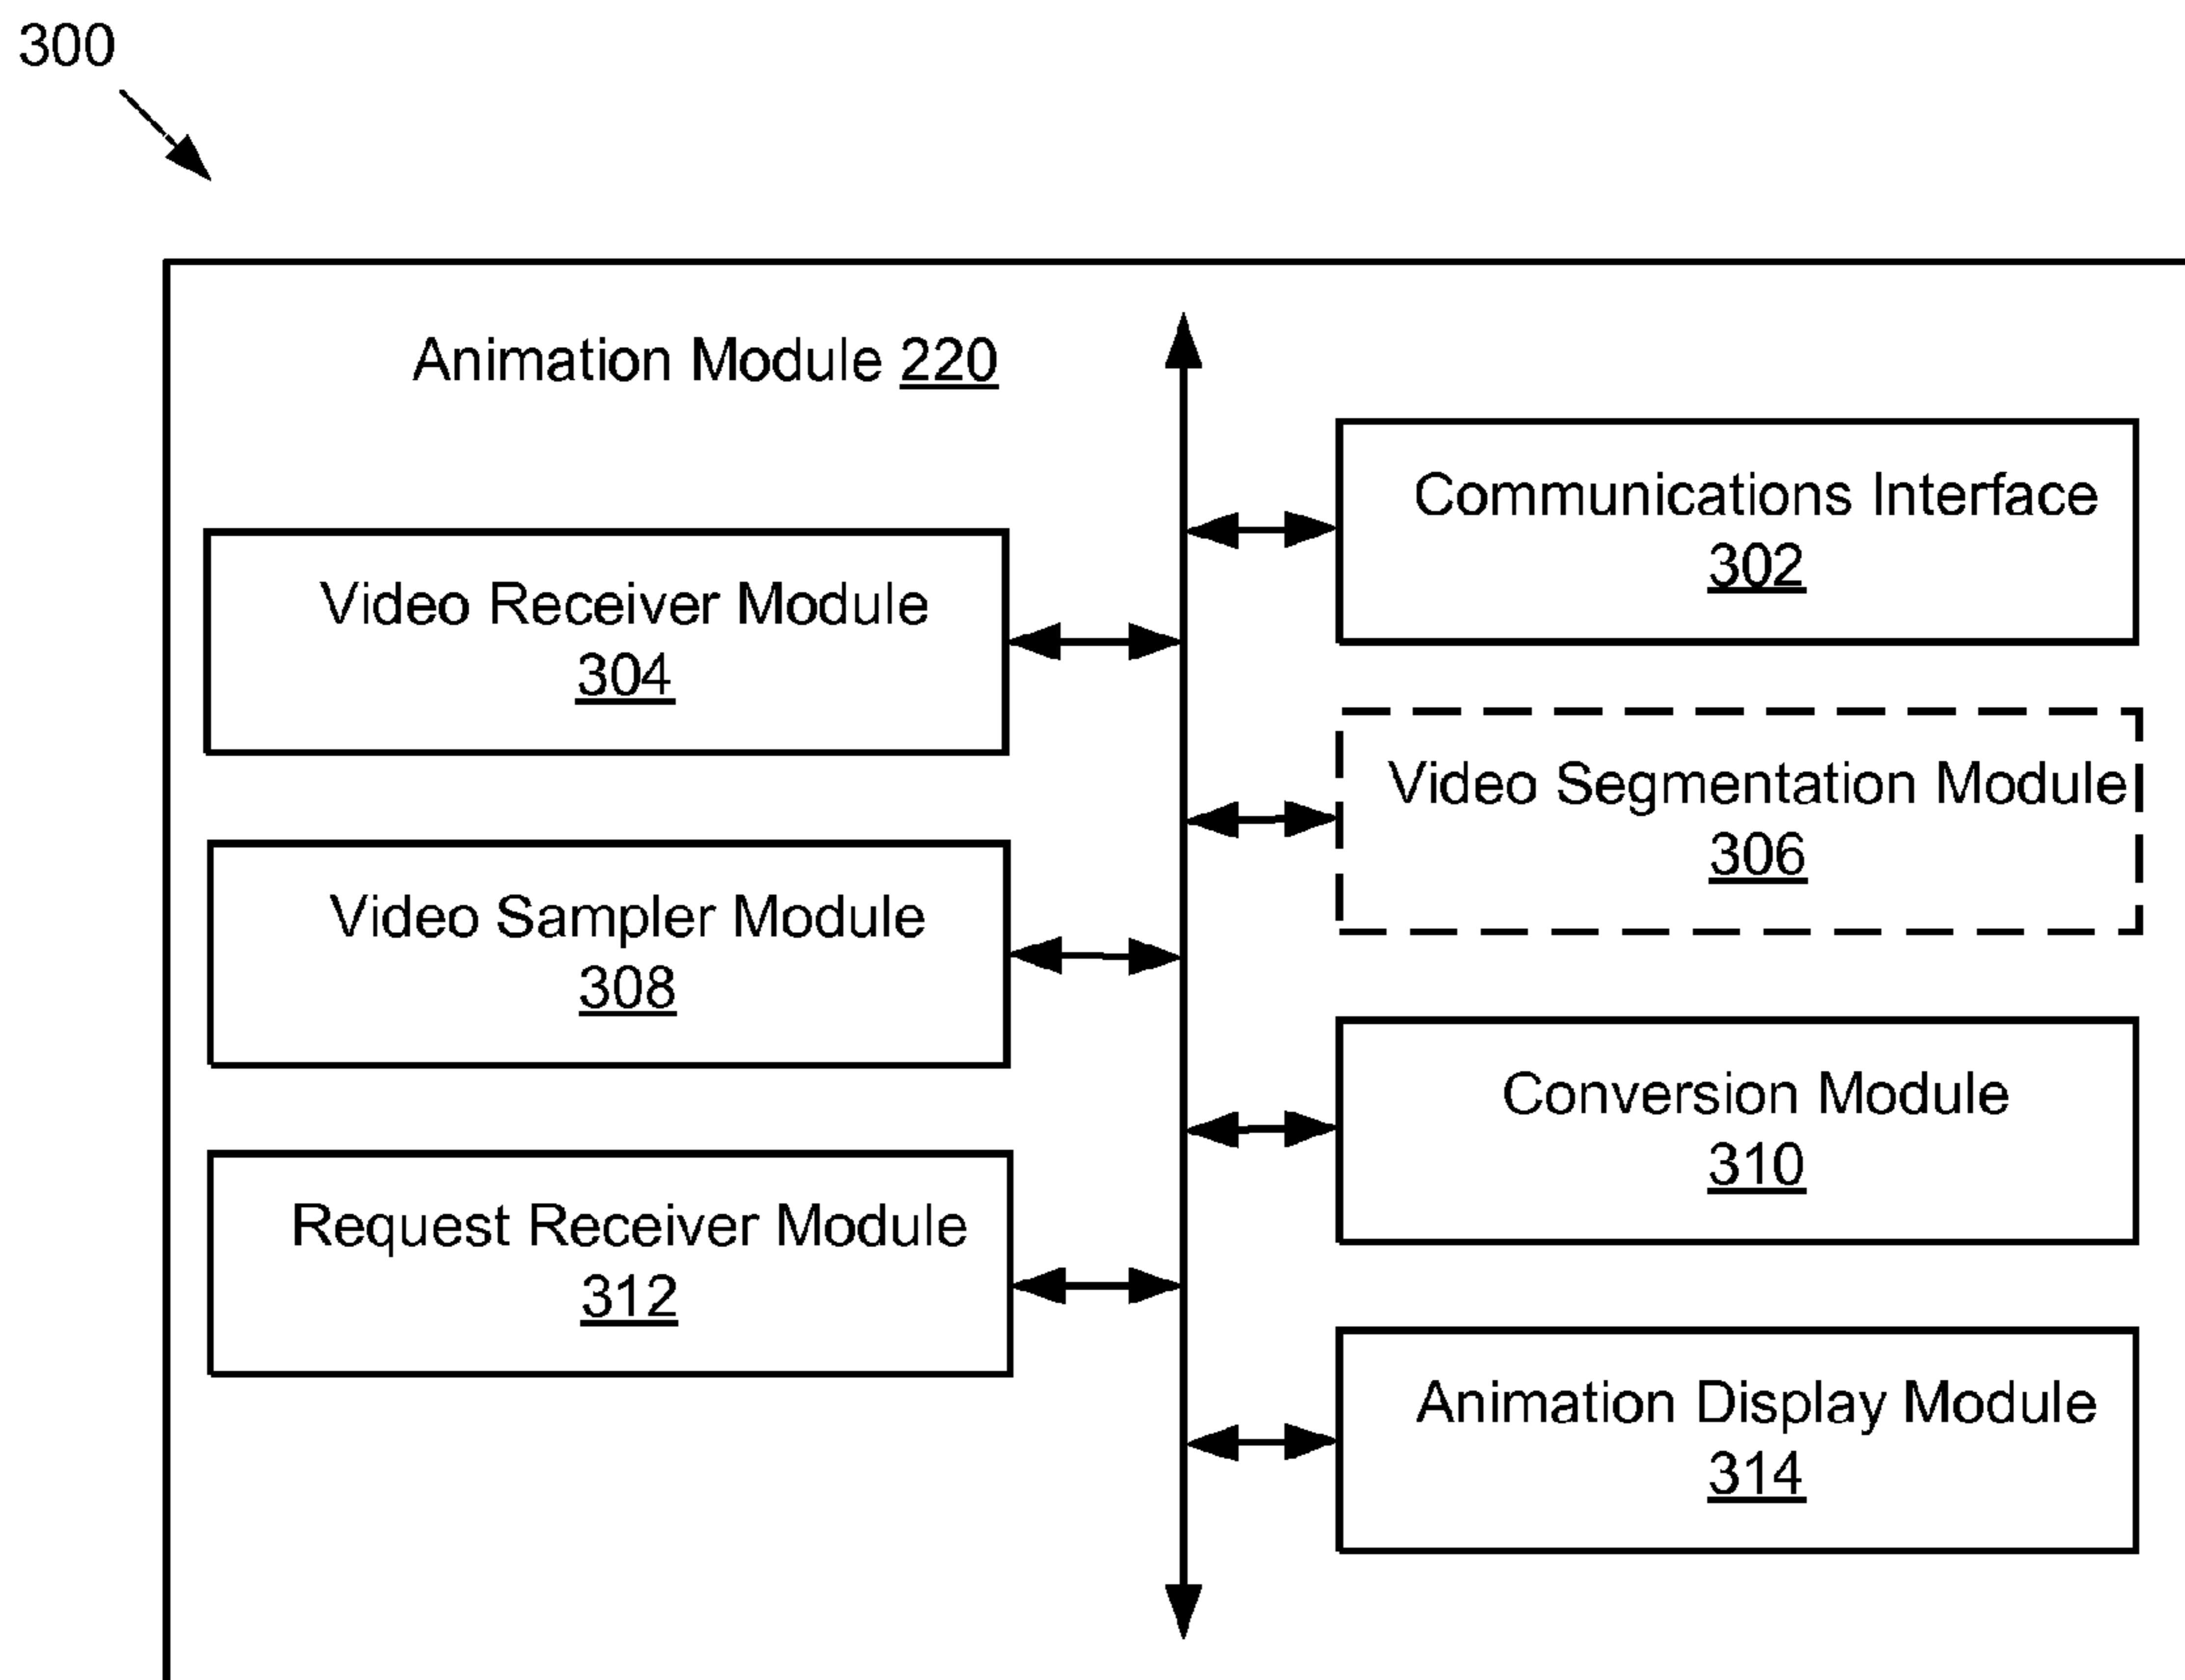 300
Animation Module 220
Communications Interface
302
Video Receiver Module
304
Video Segmentation Module
306
Video Sampler Module
308
Conversion Module
310
Request Receiver Module
312
Animation Display Module
314